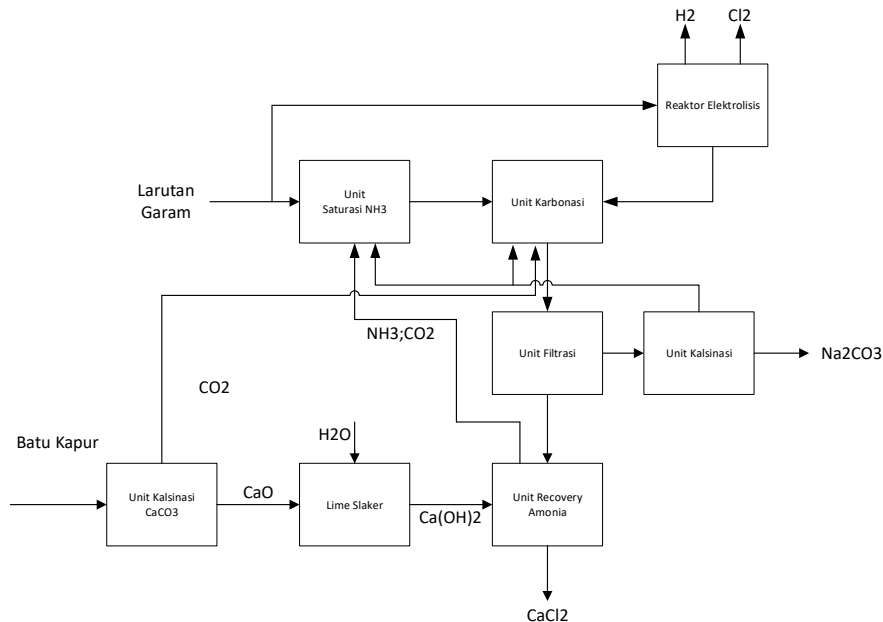 H2
Cl2
Reaktor Elektrolisis
Larutan
Garam
Unit
Saturasi NH3
Unit Karbonasi
NH3;CO2
Unit Filtrasi
Unit Kalsinasi
Na2CO3
CO2
Batu Kapur
H2O
Unit Kalsinasi
CaCO3
CaO
Lime Slaker
Ca(OH)2
Unit Recovery
Amonia
CaCl2